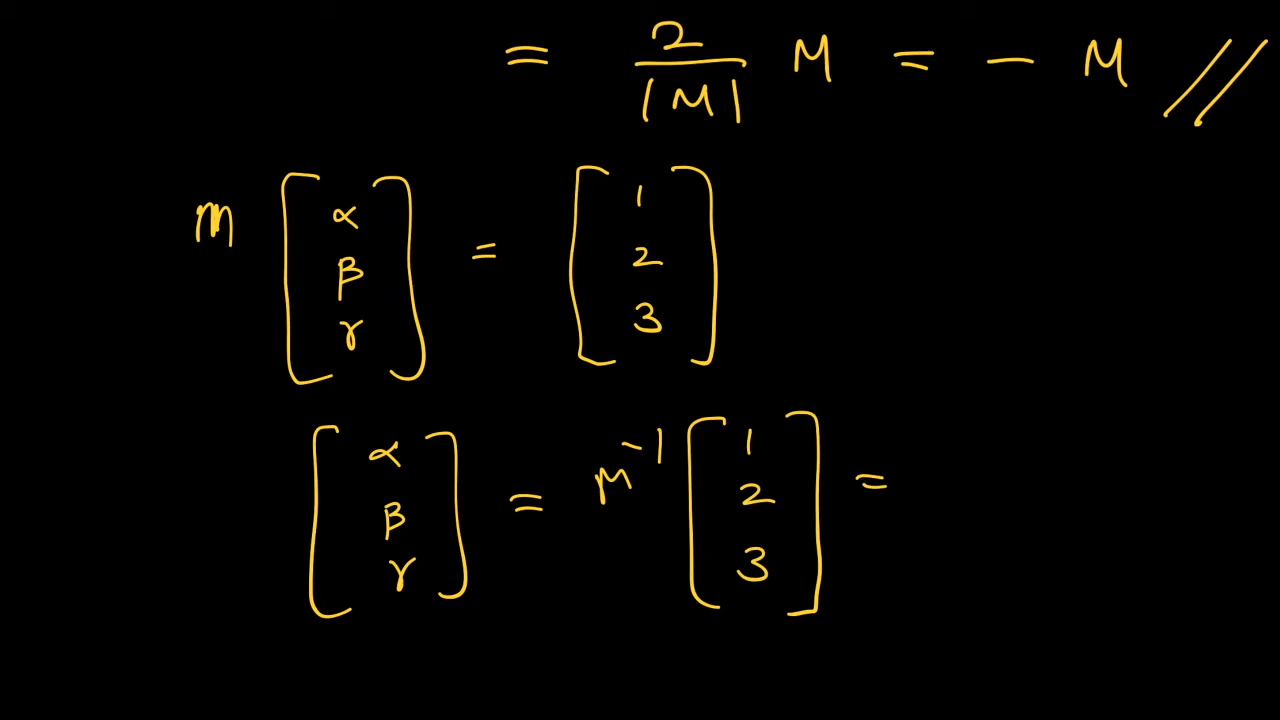 = 2/|M| M = - M //
m [α β γ] = [1 2 3]
[α β γ] = M⁻¹ [1 2 3] =